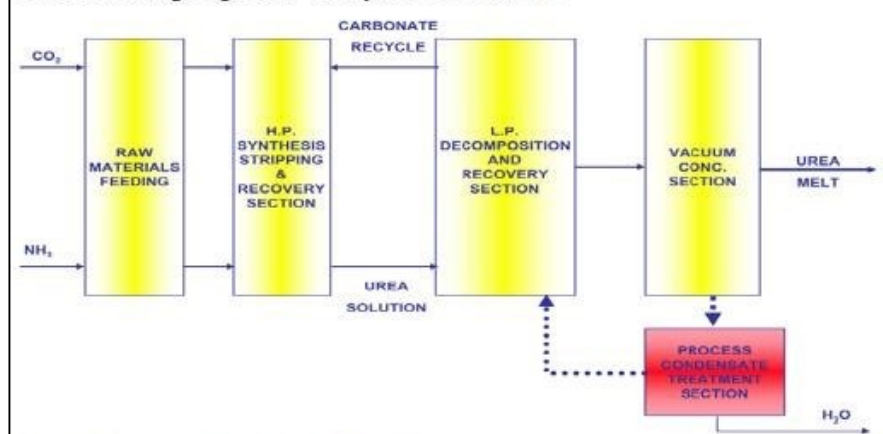 CARBONATE
RECYCLE
CO₂
RAW
MATERIALS
FEEDING
H.P.
SYNTHESIS
STRIPPING
&
RECOVERY
SECTION
L.P.
DECOMPOSITION
AND
RECOVERY
SECTION
VACUUM
CONC.
SECTION
UREA
MELT
NH₃
UREA
SOLUTION
PROCESS
CONDENSATE
TREATMENT
SECTION
H₂O